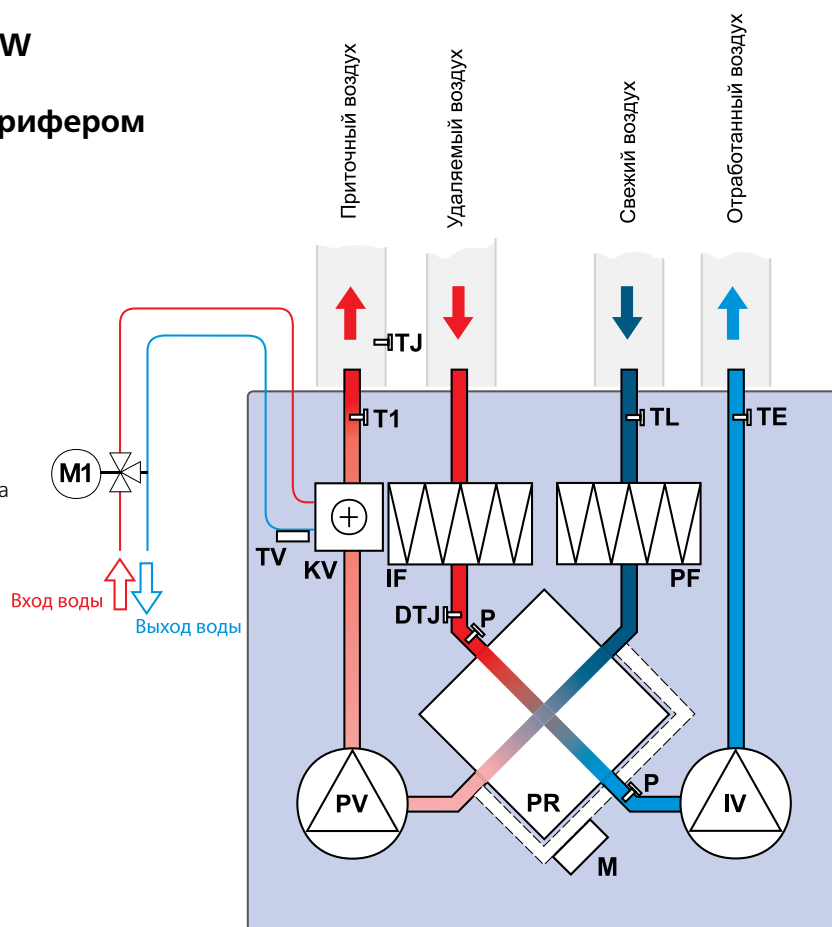 W
рифером
Приточный воздух
Удаляемый воздух
Свежий воздух
Отработанный воздух
TJ
T1
TL
TE
M1
а
TV
KV
IF
PF
Вход воды
Выход воды
DTJ
P
PV
PR
P
IV
M